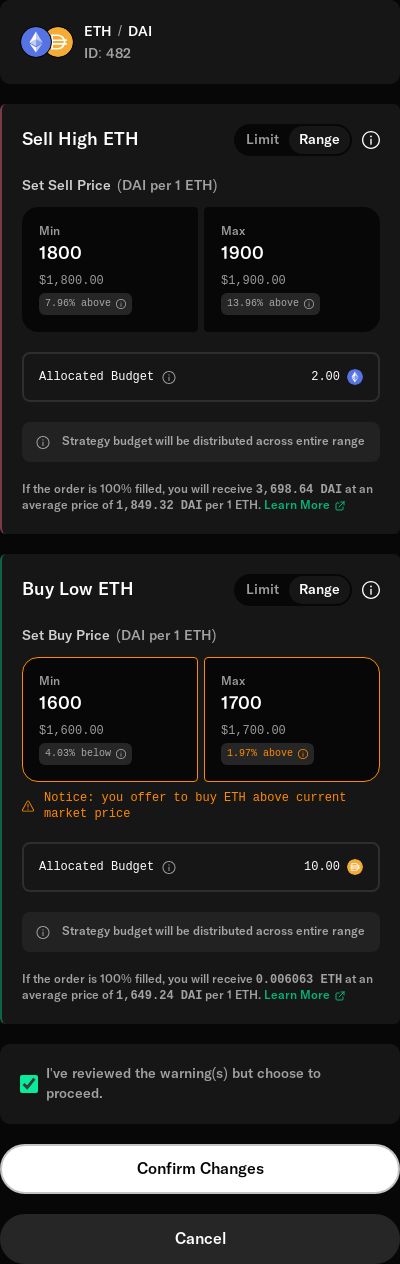 ETH / DAI
ID: 482
Sell High ETH
Limit Range
Set Sell Price (DAI per 1 ETH)
Min Max
1800 1900
$1,800.00 $1,900.00
7.96% above 13.96% above
Allocated Budget 2.00
Strategy budget will be distributed across entire range
If the order is 100% filled, you will receive 3,698.64 DAI at an
average price of 1,849.32 DAI per 1 ETH. Learn More
Buy Low ETH
Limit Range
Set Buy Price (DAI per 1 ETH)
Min Max
1600 1700
$1,600.00 $1,700.00
4.03% below 1.97% above
Notice: you offer to buy ETH above current
market price
Allocated Budget 10.00
Strategy budget will be distributed across entire range
If the order is 100% filled, you will receive 0.006063 ETH at an
average price of 1,649.24 DAI per 1 ETH. Learn More
I've reviewed the warning(s) but choose to
proceed.
Confirm Changes
Cancel